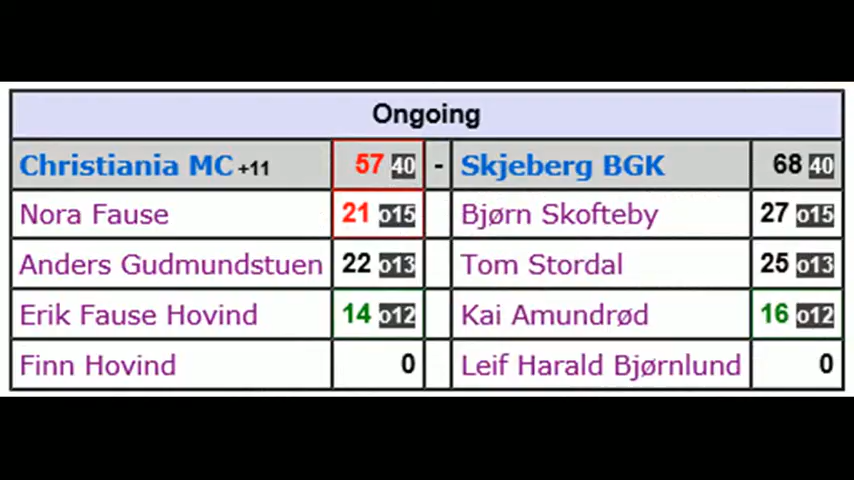 Ongoing
Christiania MC +11 57 40 - Skjeberg BGK 68 40
Nora Fause 21 o15 Bjørn Skofteby 27 o15
Anders Gudmundstuen 22 o13 Tom Stordal 25 o13
Erik Fause Hovind 14 o12 Kai Amundrød 16 o12
Finn Hovind 0 Leif Harald Bjørnlund 0